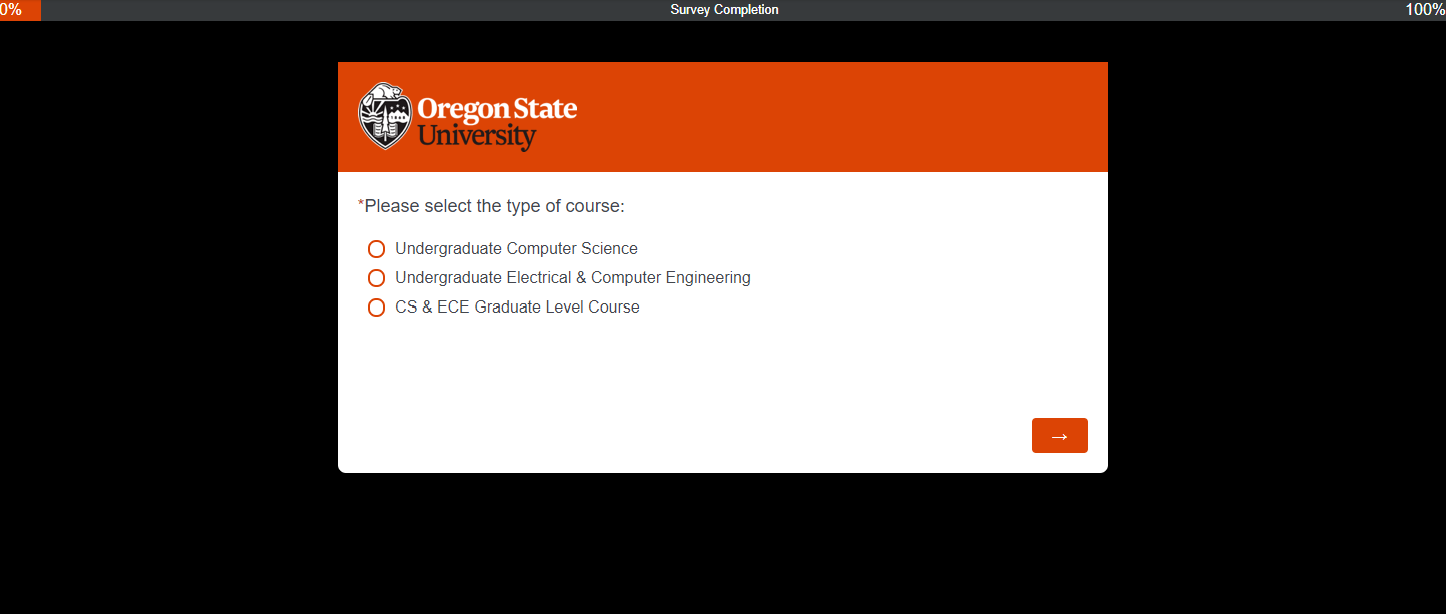 0%
Survey Completion
100%
Oregon State
University
*Please select the type of course:
Undergraduate Computer Science
Undergraduate Electrical & Computer Engineering
CS & ECE Graduate Level Course
→